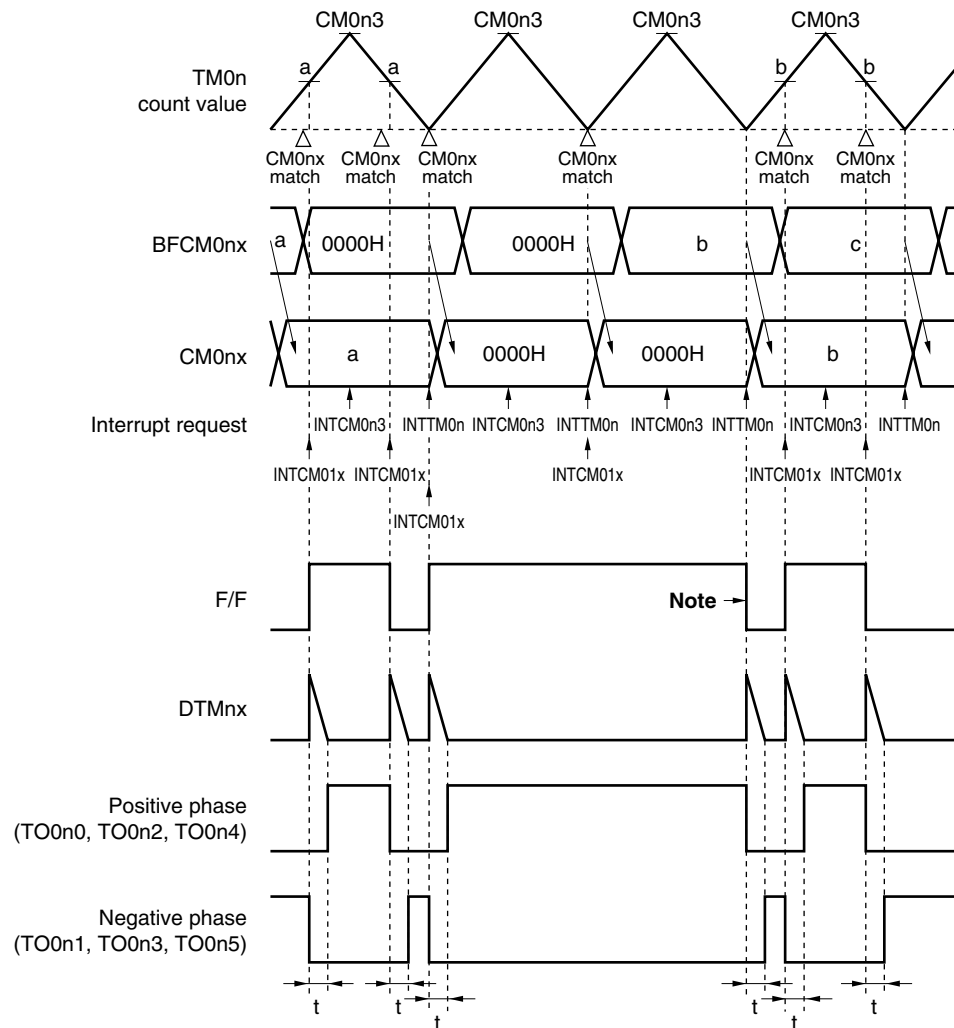 CM0n3 CM0n3 CM0n3 CM0n3
TM0n
count value
a a b b
CM0nx
match
CM0nx
match
CM0nx
match
CM0nx
match
CM0nx
match
CM0nx
match
BFCM0nx
a 0000H 0000H b c
CM0nx
a 0000H 0000H b
Interrupt request
INTCM0n3 INTTM0n INTCM0n3 INTTM0n INTCM0n3 INTTM0n INTCM0n3 INTTM0n
INTCM01x INTCM01x INTCM01x INTCM01x INTCM01x
INTCM01x
F/F
Note
DTMnx
Positive phase
(TO0n0, TO0n2, TO0n4)
Negative phase
(TO0n1, TO0n3, TO0n5)
t t t t t t